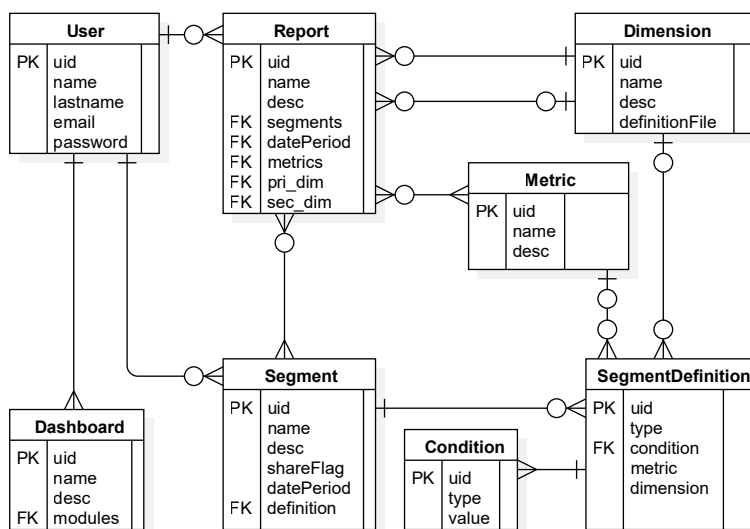 User
PK uid
name
lastname
email
password
Report
PK uid
name
desc
FK segments
FK datePeriod
FK metrics
FK pri_dim
FK sec_dim
Dimension
PK uid
name
desc
definitionFile
Metric
PK uid
name
desc
Dashboard
PK uid
name
desc
FK modules
Segment
PK uid
name
desc
shareFlag
datePeriod
FK definition
Condition
PK uid
type
value
SegmentDefinition
PK uid
type
FK condition
metric
dimension